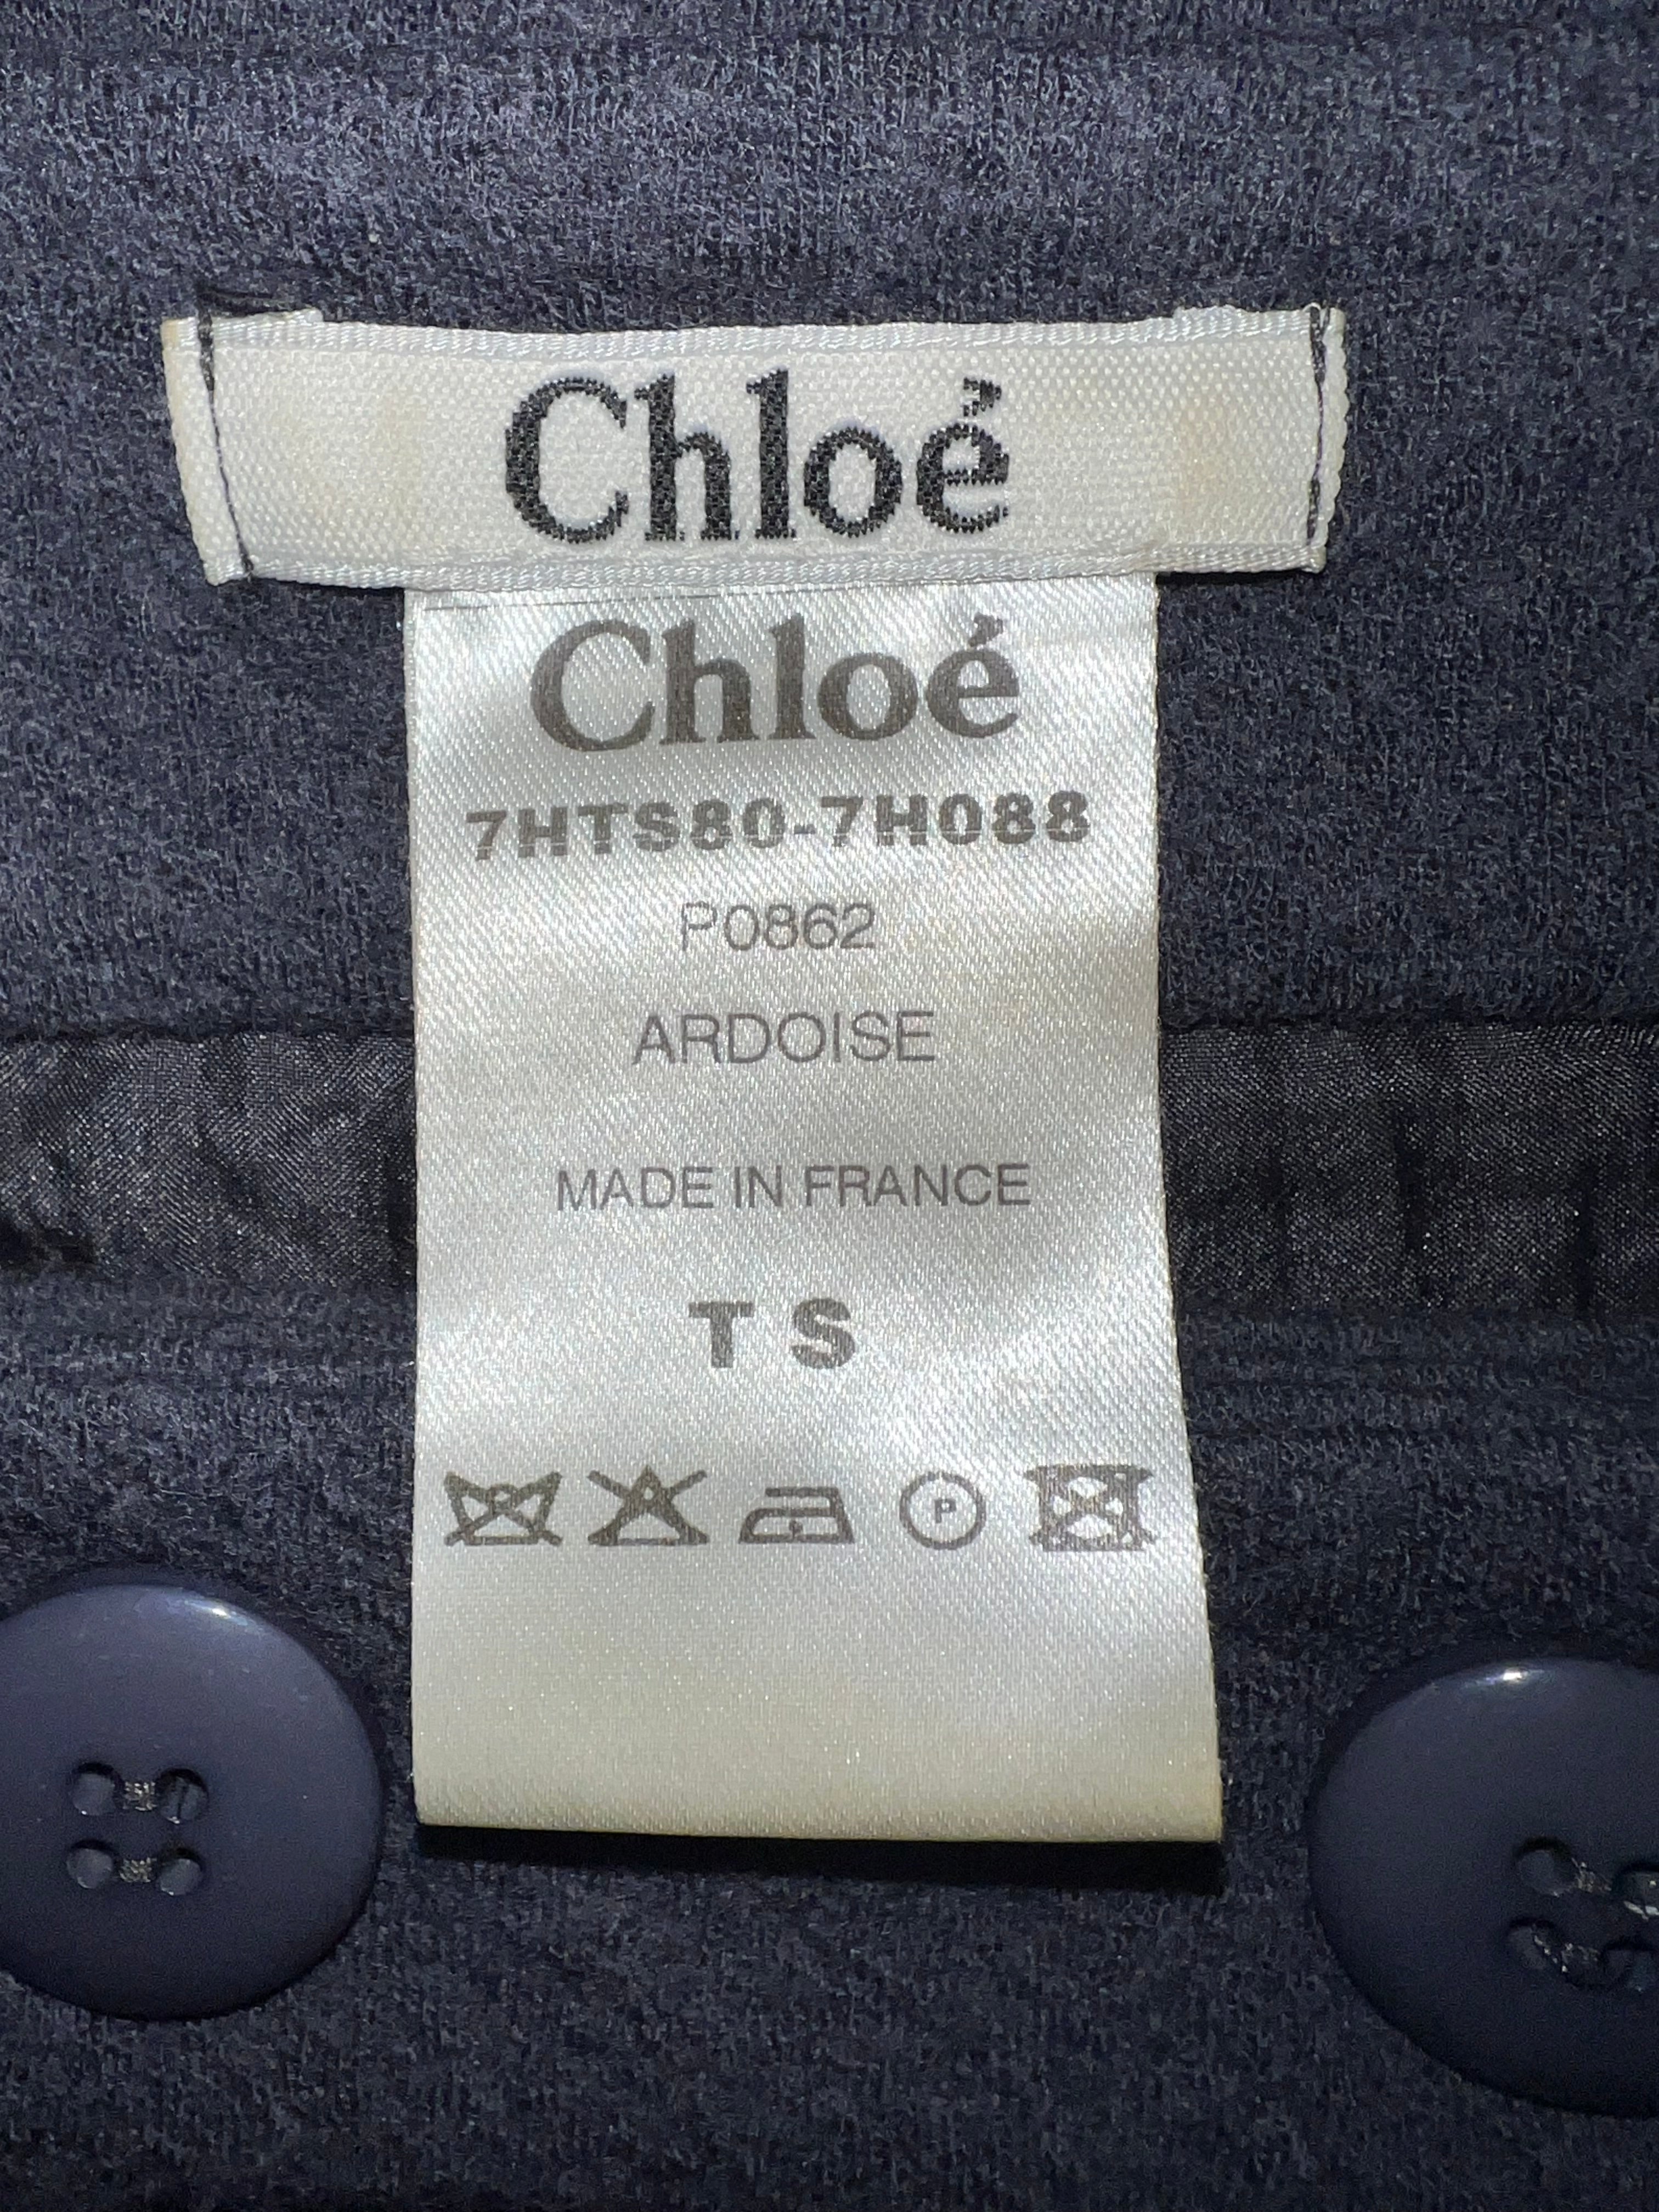 Chloé
Chloé
7HTS80-7H088
P0862
ARDOISE
MADE IN FRANCE
T S
P